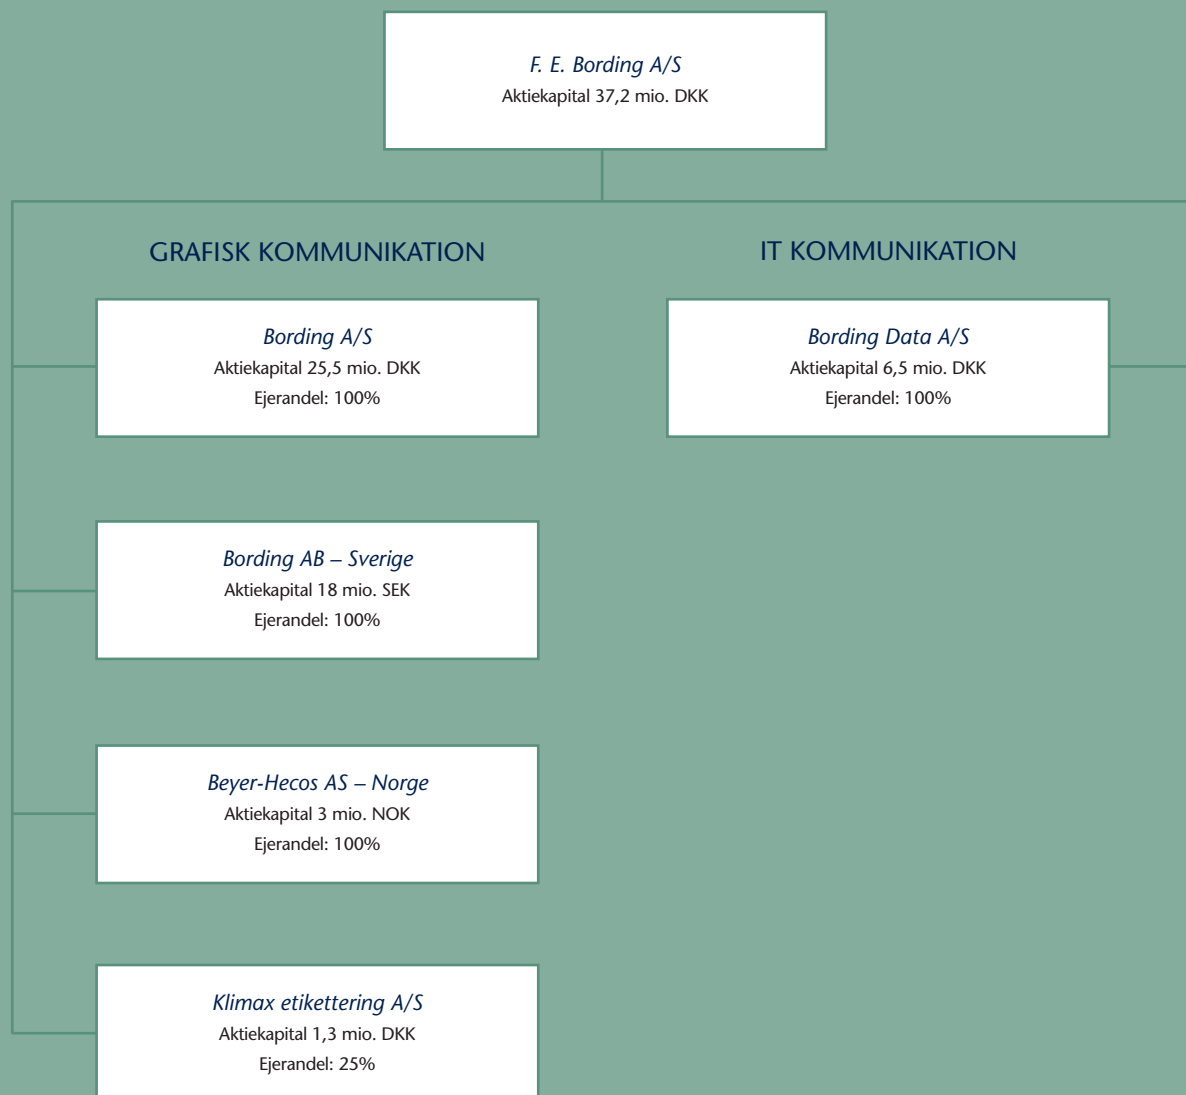 F. E. Bording A/S
Aktiekapital 37,2 mio. DKK
GRAFISK KOMMUNIKATION
Bording A/S
Aktiekapital 25,5 mio. DKK
Ejerandel: 100%
Bording AB – Sverige
Aktiekapital 18 mio. SEK
Ejerandel: 100%
Beyer-Hecos AS – Norge
Aktiekapital 3 mio. NOK
Ejerandel: 100%
Klimax etikettering A/S
Aktiekapital 1,3 mio. DKK
Ejerandel: 25%
IT KOMMUNIKATION
Bording Data A/S
Aktiekapital 6,5 mio. DKK
Ejerandel: 100%